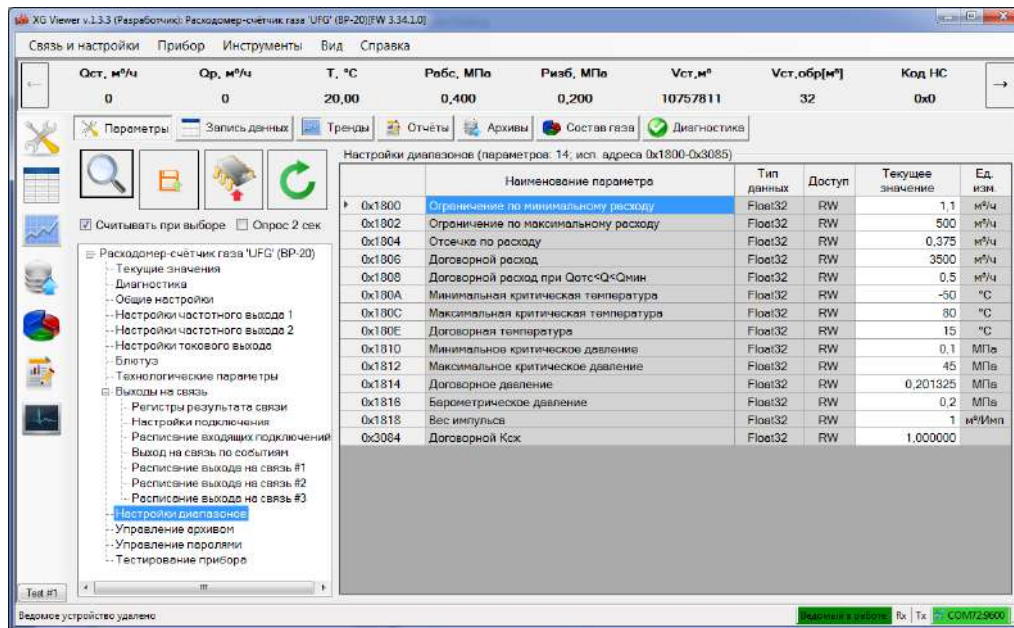 XG Viewer v.1.3.3 (Разработчик): Расходомер-счётчик газа 'UFG' (BP-20)[FW 3.34.1.0]
Связь и настройки Прибор Инструменты Вид Справка
Qст, м³/ч Qр, м³/ч T, °C Pабс, МПа Pизб, МПа Vст,м³ Vст,обр[м³] Код НС
0 0 20,00 0,400 0,200 10757811 32 0x0
Параметры Запись данных Тренды Отчёты Архивы Состав газа Диагностика
Настройки диапазонов (параметров: 14; исп. адреса 0x1800-0x3085)
Наименование параметра Тип данных Доступ Текущее значение Ед. изм.
0x1800 Ограничение по минимальному расходу Float32 RW 1,1 м³/ч
0x1802 Ограничение по максимальному расходу Float32 RW 500 м³/ч
0x1804 Отсечка по расходу Float32 RW 0,375 м³/ч
0x1806 Договорной расход Float32 RW 3500 м³/ч
0x1808 Договорной расход при Qотс<Q<Qмин Float32 RW 0,5 м³/ч
0x180A Минимальная критическая температура Float32 RW -50 °C
0x180C Максимальная критическая температура Float32 RW 80 °C
0x180E Договорная температура Float32 RW 15 °C
0x1810 Минимальное критическое давление Float32 RW 0,1 МПа
0x1812 Максимальное критическое давление Float32 RW 45 МПа
0x1814 Договорное давление Float32 RW 0,201325 МПа
0x1816 Барометрическое давление Float32 RW 0,2 МПа
0x1818 Вес импульса Float32 RW 1 м³/Имп
0x3084 Договорной Ксж Float32 RW 1,000000
Считывать при выборе Опрос 2 сек
Расходомер-счётчик газа 'UFG' (BP-20)
Текущие значения
Диагностика
Общие настройки
Настройки частотного выхода 1
Настройки частотного выхода 2
Настройки токового выхода
Блютуз
Технологические параметры
Выходы на связь
Регистры результата связи
Настройки подключения
Расписание входящих подключений
Выход на связь по событиям
Расписание выхода на связь #1
Расписание выхода на связь #2
Расписание выхода на связь #3
Настройки диапазонов
Управление архивом
Управление паролями
Тестирование прибора
Test #1
Ведомое устройство удалено Ведомый в работе Rx Tx COM72:9600